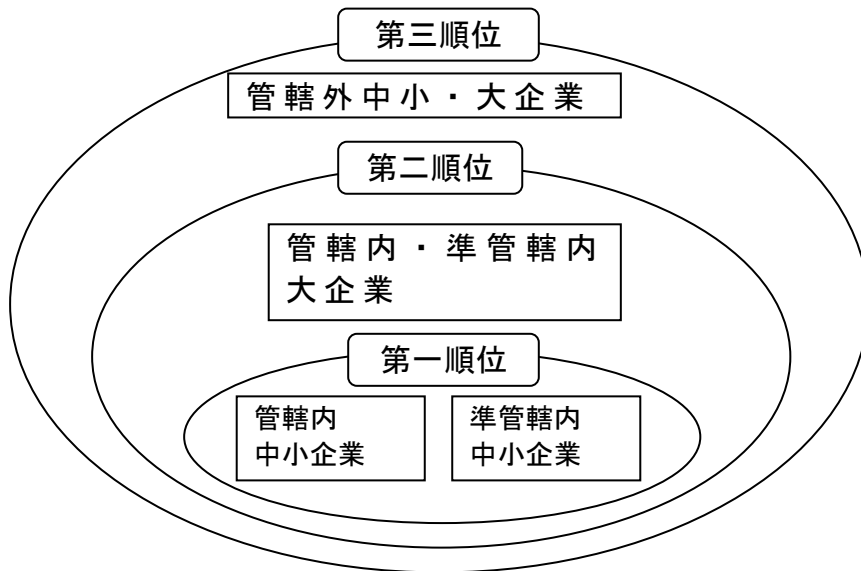 第三順位
管轄外中小・大企業
第二順位
管轄内・準管轄内
大企業
第一順位
管轄内
中小企業
準管轄内
中小企業